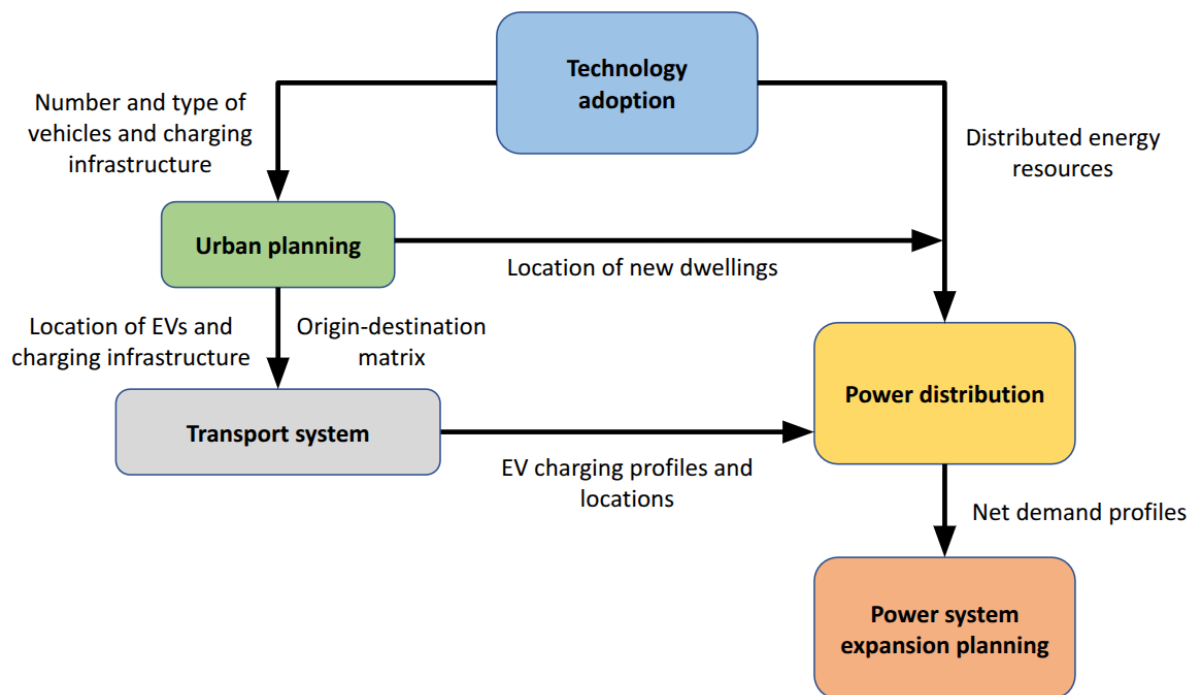 Technology
adoption
Number and type of
vehicles and charging
infrastructure
Distributed energy
resources
Urban planning
Location of new dwellings
Location of EVs and
charging infrastructure
Origin-destination
matrix
Power distribution
Transport system
EV charging profiles and
locations
Net demand profiles
Power system
expansion planning